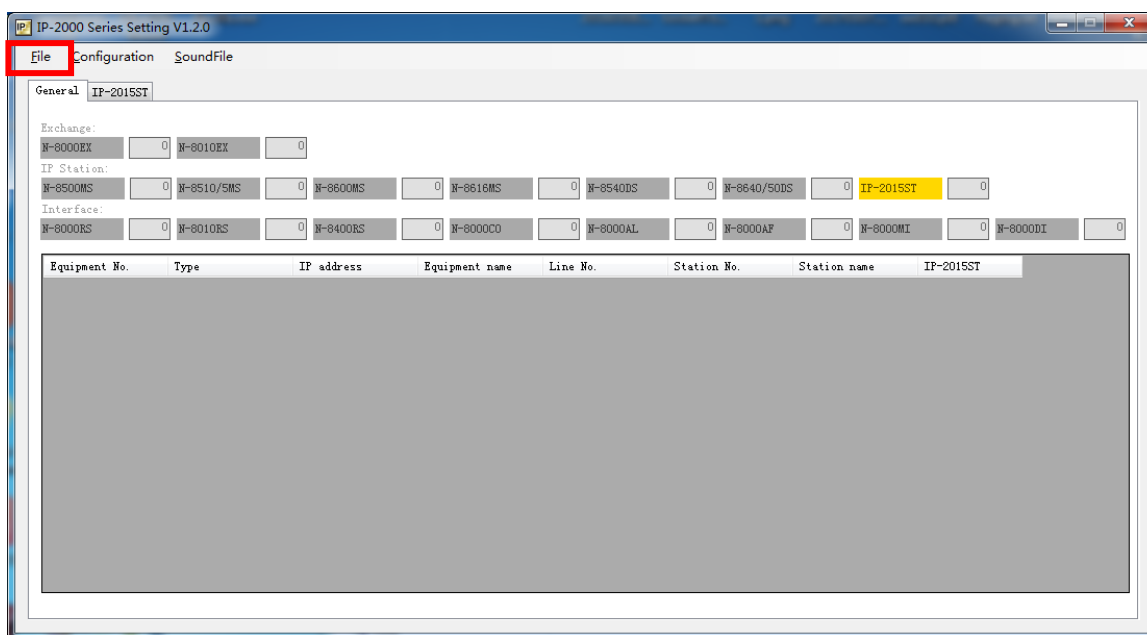 IP-2000 Series Setting V1.2.0
File Configuration SoundFile
General IP-2015ST
Exchange:
N-8000EX 0 N-8010EX 0
IP Station:
N-8500MS 0 N-8510/5MS 0 N-8600MS 0 N-8616MS 0 N-8540DS 0 N-8640/50DS 0 IP-2015ST 0
Interface:
N-8000RS 0 N-8010RS 0 N-8400RS 0 N-8000CO 0 N-8000AL 0 N-8000AF 0 N-8000MI 0 N-8000DI 0
Equipment No. Type IP address Equipment name Line No. Station No. Station name IP-2015ST